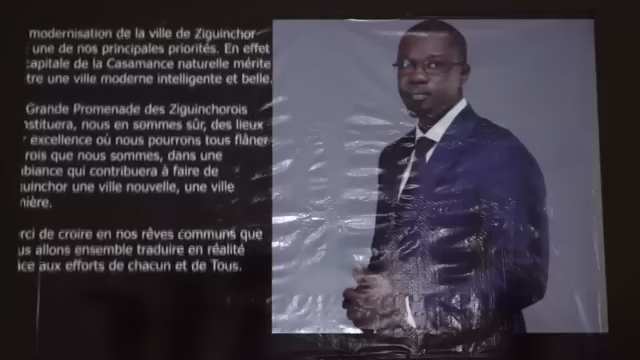 modernisation de la ville de Ziguinchor
une de nos principales priorités. En effet
capitale de la Casamance naturelle mérite
tre une ville moderne intelligente et belle.
Grande Promenade des Ziguinchorois
nstituera, nous en sommes sûr, des lieux
excellence où nous pourrons tous flâner
rois que nous sommes, dans une
biance qui contribuera à faire de
uinchor une ville nouvelle, une ville
nière.
rci de croire en nos rêves communs que
us allons ensemble traduire en réalité
ce aux efforts de chacun et de Tous.